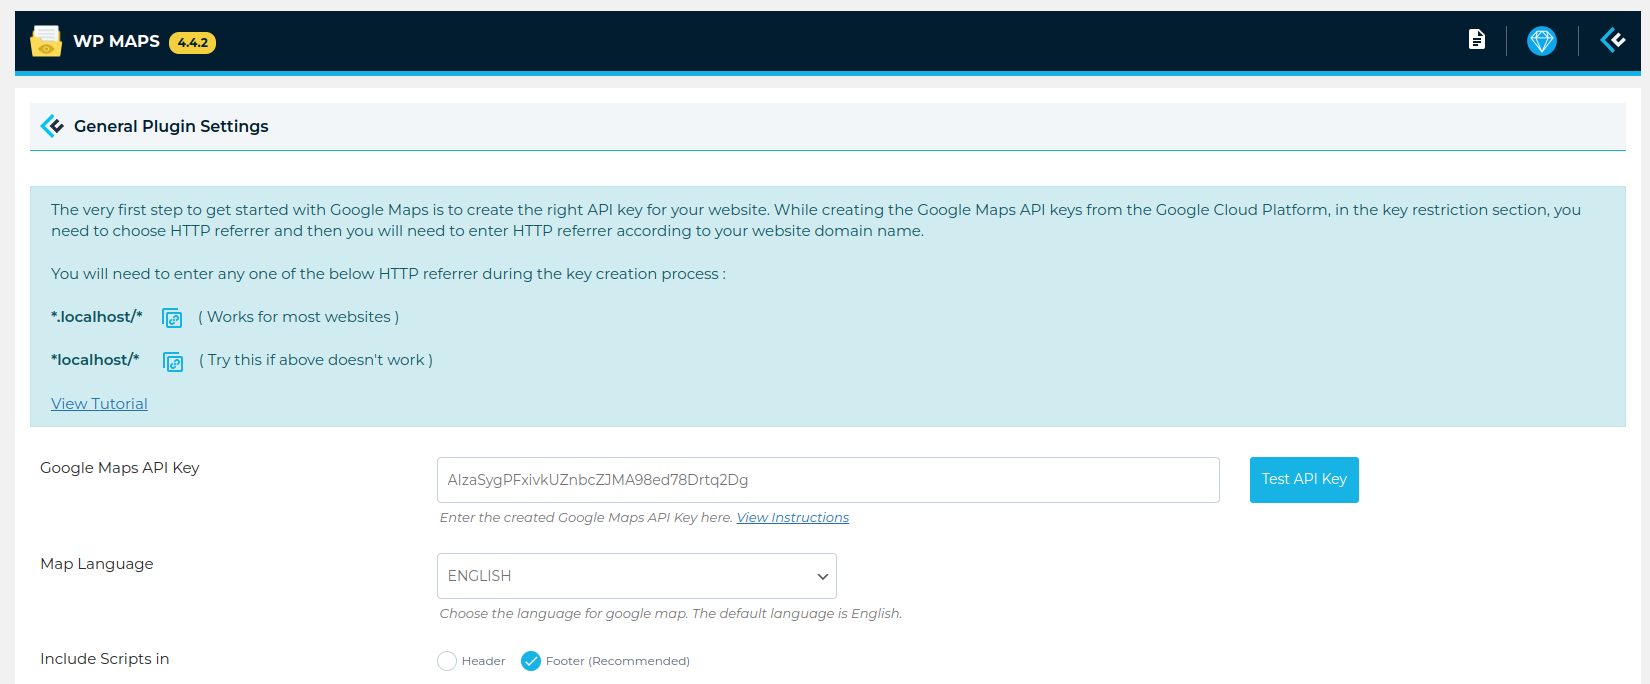 WP MAPS 4.4.2
General Plugin Settings
The very first step to get started with Google Maps is to create the right API key for your website. While creating the Google Maps API keys from the Google Cloud Platform, in the key restriction section, you
need to choose HTTP referrer and then you will need to enter HTTP referrer according to your website domain name.
You will need to enter any one of the below HTTP referrer during the key creation process :
*.localhost/* ( Works for most websites )
*localhost/* ( Try this if above doesn't work )
View Tutorial
Google Maps API Key
AIzaSygPFxivkUZnbcZJMA98ed78Drtq2Dg
Test API Key
Enter the created Google Maps API Key here. View Instructions
Map Language
ENGLISH
Choose the language for google map. The default language is English.
Include Scripts in
Header Footer (Recommended)